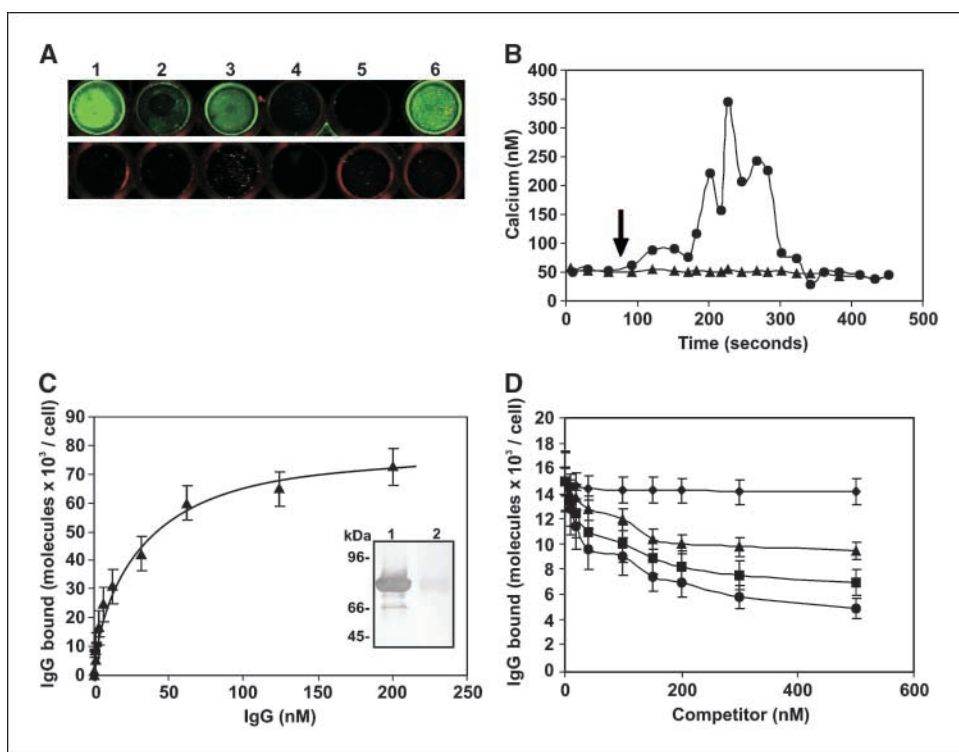 A
1 2 3 4 5 6
B
400
350
300
250
200
150
100
50
0
Calcium (nM)
0 100 200 300 400 500
Time (seconds)
C
90
80
70
60
50
40
30
20
10
0
IgG bound (molecules x 10³ / cell)
0 50 100 150 200 250
IgG (nM)
kDa 1 2
96-
66-
45-
D
20
18
16
14
12
10
8
6
4
2
0
IgG bound (molecules x 10³ / cell)
0 200 400 600
Competitor (nM)